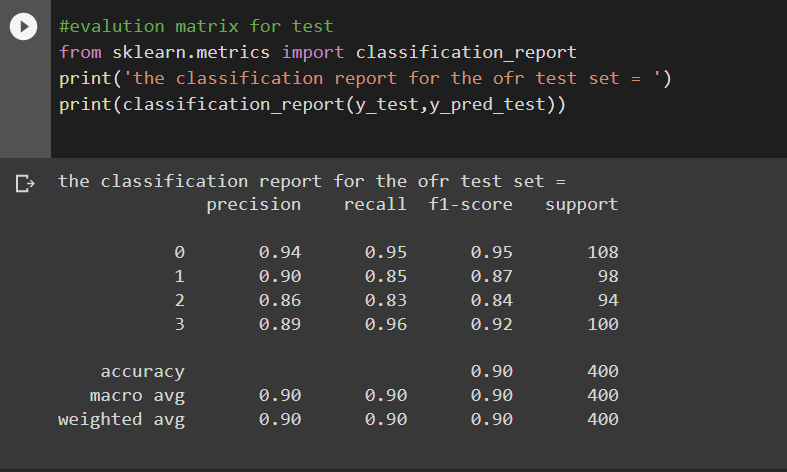 #evalution matrix for test
from sklearn.metrics import classification_report
print('the classification report for the ofr test set = ')
print(classification_report(y_test,y_pred_test))
the classification report for the ofr test set =
precision recall f1-score support
0 0.94 0.95 0.95 108
1 0.90 0.85 0.87 98
2 0.86 0.83 0.84 94
3 0.89 0.96 0.92 100
accuracy 0.90 400
macro avg 0.90 0.90 0.90 400
weighted avg 0.90 0.90 0.90 400